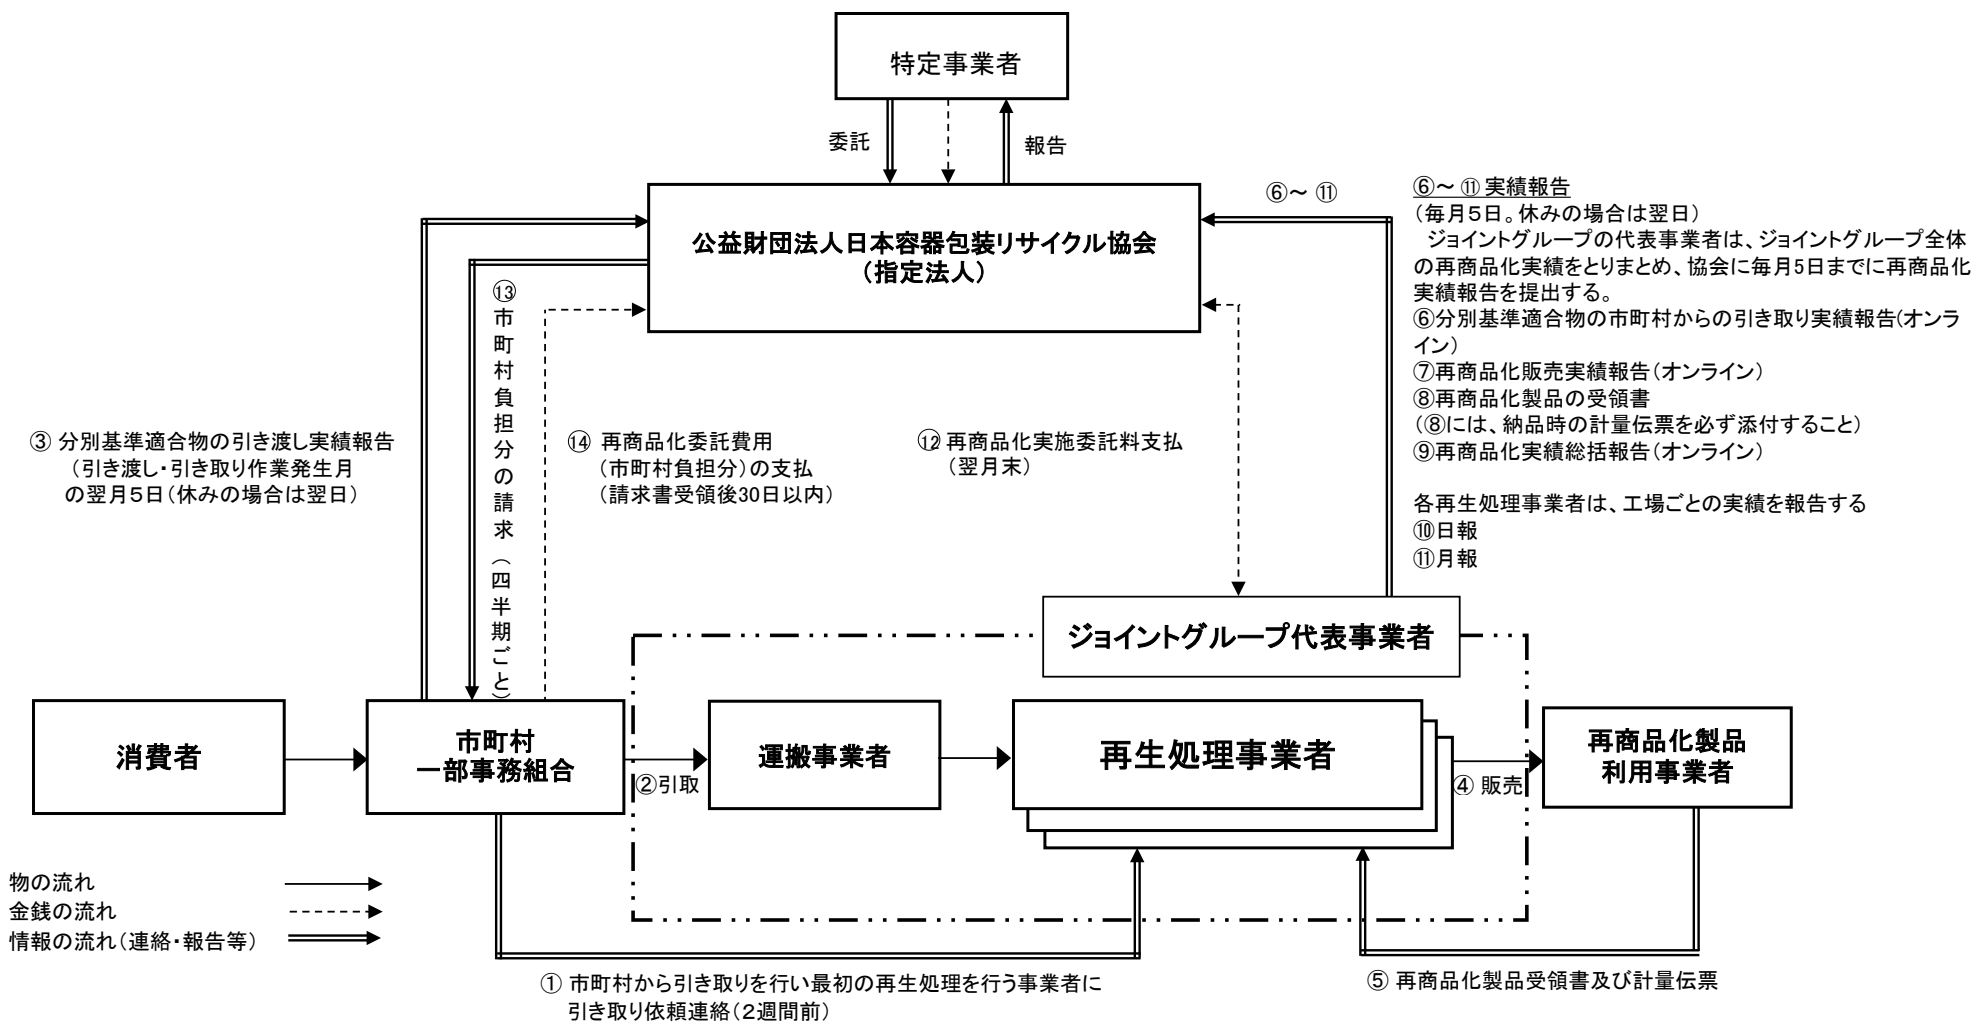 特定事業者
委託
報告
公益財団法人日本容器包装リサイクル協会
（指定法人）
⑥～ ⑪
⑥～ ⑪ 実績報告
（毎月５日。休みの場合は翌日）
ジョイントグループの代表事業者は、ジョイントグループ全体
の再商品化実績をとりまとめ、協会に毎月5日までに再商品化
実績報告を提出する。
⑥分別基準適合物の市町村からの引き取り実績報告(オンラ
イン）
⑦再商品化販売実績報告（オンライン）
⑧再商品化製品の受領書
（⑧には、納品時の計量伝票を必ず添付すること）
⑨再商品化実績総括報告（オンライン）
各再生処理事業者は、工場ごとの実績を報告する
⑩日報
⑪月報
③ 分別基準適合物の引き渡し実績報告
（引き渡し・引き取り作業発生月
の翌月５日（休みの場合は翌日）
⑬市町村負担分の請求（四半期ごと）
⑭ 再商品化委託費用
（市町村負担分）の支払
（請求書受領後30日以内）
⑫ 再商品化実施委託料支払
（翌月末）
ジョイントグループ代表事業者
消費者
市町村
一部事務組合
②引取
運搬事業者
再生処理事業者
④ 販売
再商品化製品
利用事業者
物の流れ
金銭の流れ
情報の流れ（連絡・報告等）
① 市町村から引き取りを行い最初の再生処理を行う事業者に
引き取り依頼連絡（２週間前）
⑤ 再商品化製品受領書及び計量伝票